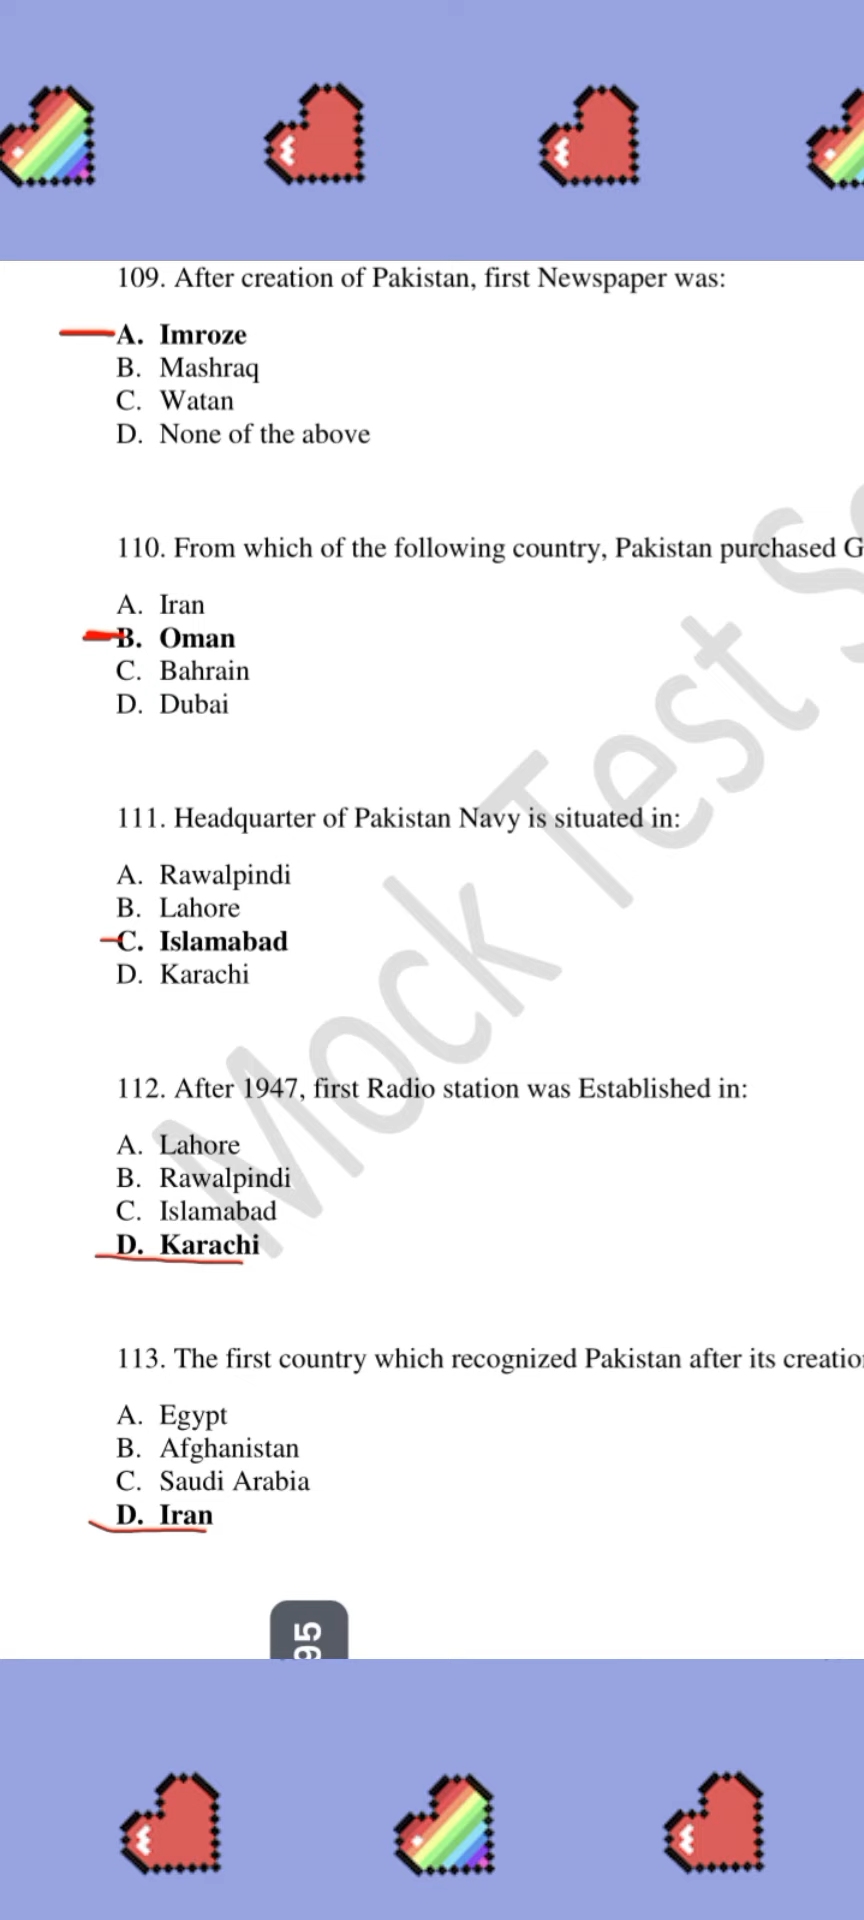 109. After creation of Pakistan, first Newspaper was:
A. Imroze
B. Mashraq
C. Watan
D. None of the above
110. From which of the following country, Pakistan purchased G
A. Iran
B. Oman
C. Bahrain
D. Dubai
111. Headquarter of Pakistan Navy is situated in:
A. Rawalpindi
B. Lahore
C. Islamabad
D. Karachi
112. After 1947, first Radio station was Established in:
A. Lahore
B. Rawalpindi
C. Islamabad
D. Karachi
113. The first country which recognized Pakistan after its creatio
A. Egypt
B. Afghanistan
C. Saudi Arabia
D. Iran
Mock Test S
95